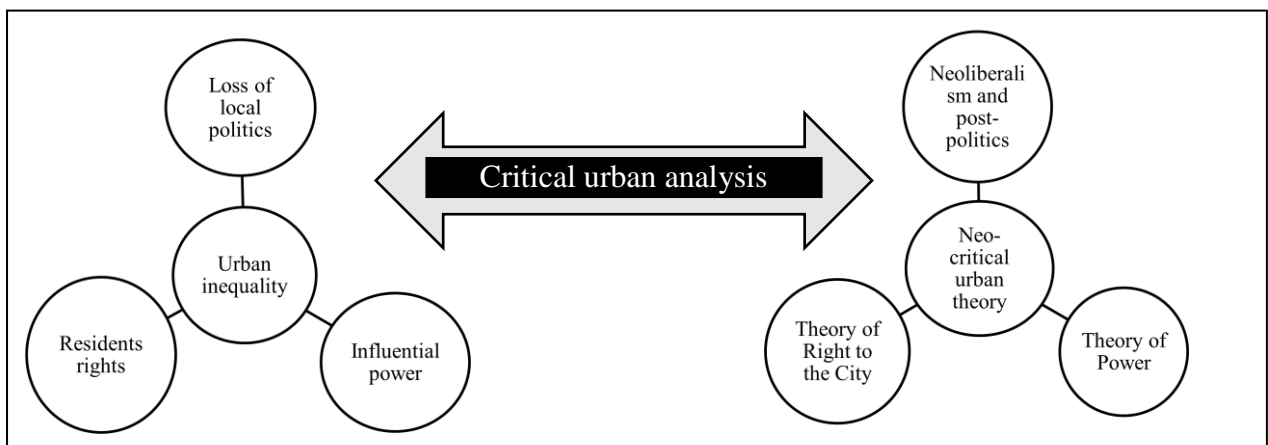 Loss of
local
politics
Urban
inequality
Residents
rights
Influential
power
Critical urban analysis
Neoliberali
sm and
post-
politics
Neo-
critical
urban
theory
Theory of
Right to
the City
Theory of
Power